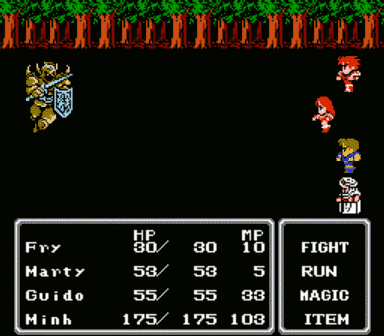 HP MP
Fry 30/ 30 10 FIGHT
Marty 53/ 53 5 RUN
Guido 55/ 55 33 MAGIC
Minh 175/ 175 103 ITEM